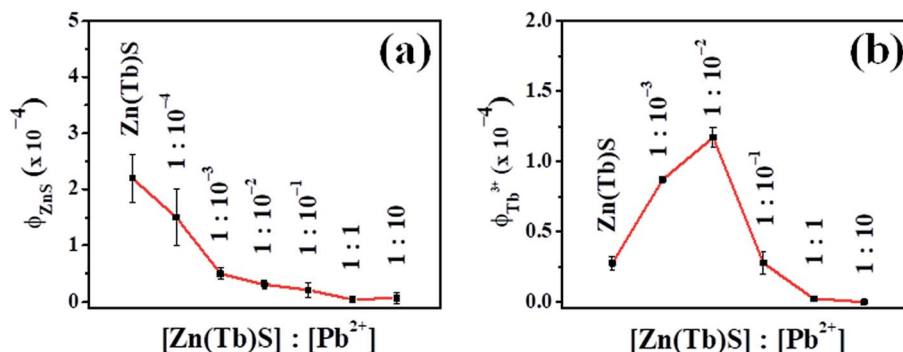 (a)
ϕZnS (x 10⁻⁴)
5
4
3
2
1
0
Zn(Tb)S
1 : 10⁻⁴
1 : 10⁻³
1 : 10⁻²
1 : 10⁻¹
1 : 1
1 : 10
[Zn(Tb)S] : [Pb²⁺]
(b)
ϕTb³⁺ (x 10⁻⁴)
2.0
1.5
1.0
0.5
0.0
Zn(Tb)S
1 : 10⁻³
1 : 10⁻²
1 : 10⁻¹
1 : 1
1 : 10
[Zn(Tb)S] : [Pb²⁺]